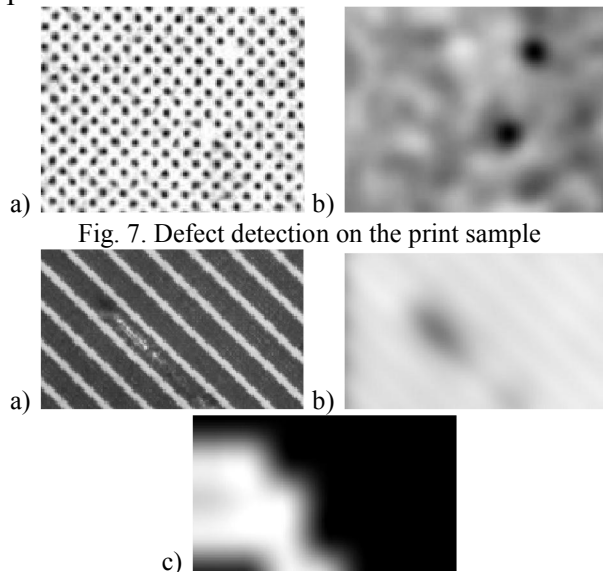 a) b)
Fig. 7. Defect detection on the print sample
a) b)
c)